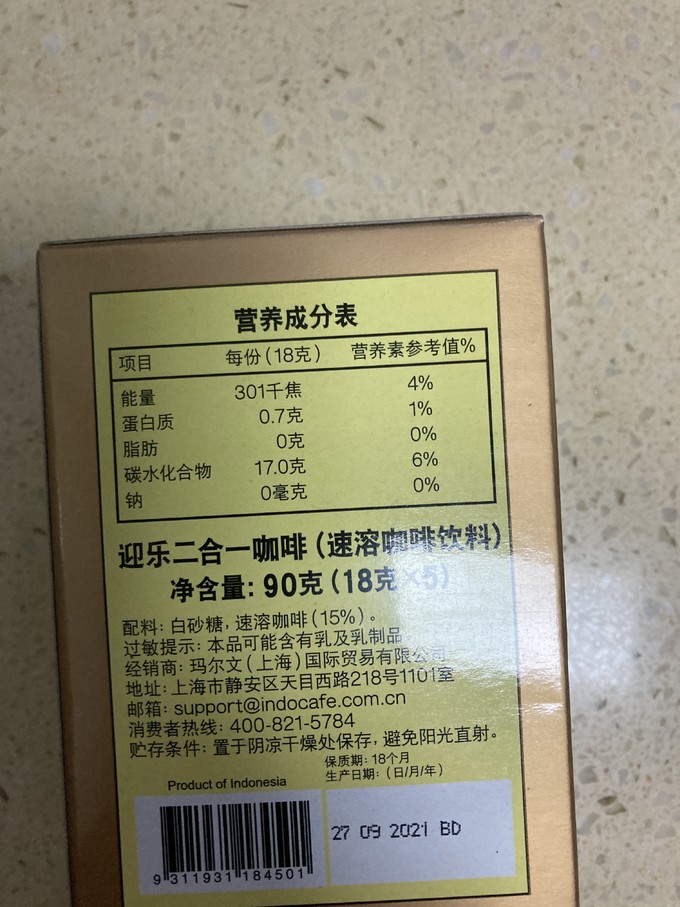 营养成分表
项目 每份(18克) 营养素参考值%
能量 301千焦 4%
蛋白质 0.7克 1%
脂肪 0克 0%
碳水化合物 17.0克 6%
钠 0毫克 0%
迎乐二合一咖啡(速溶咖啡饮料)
净含量: 90克(18克×5)
配料: 白砂糖, 速溶咖啡(15%)。
过敏提示: 本品可能含有乳及乳制品
经销商: 玛尔文(上海)国际贸易有限公司
地址: 上海市静安区天目西路218号1101室
邮箱: support@indocafe.com.cn
消费者热线: 400-821-5784
贮存条件: 置于阴凉干燥处保存, 避免阳光直射。
保质期: 18个月
生产日期: (日/月/年)
Product of Indonesia
27 09 2021 BD
9 311931 184501